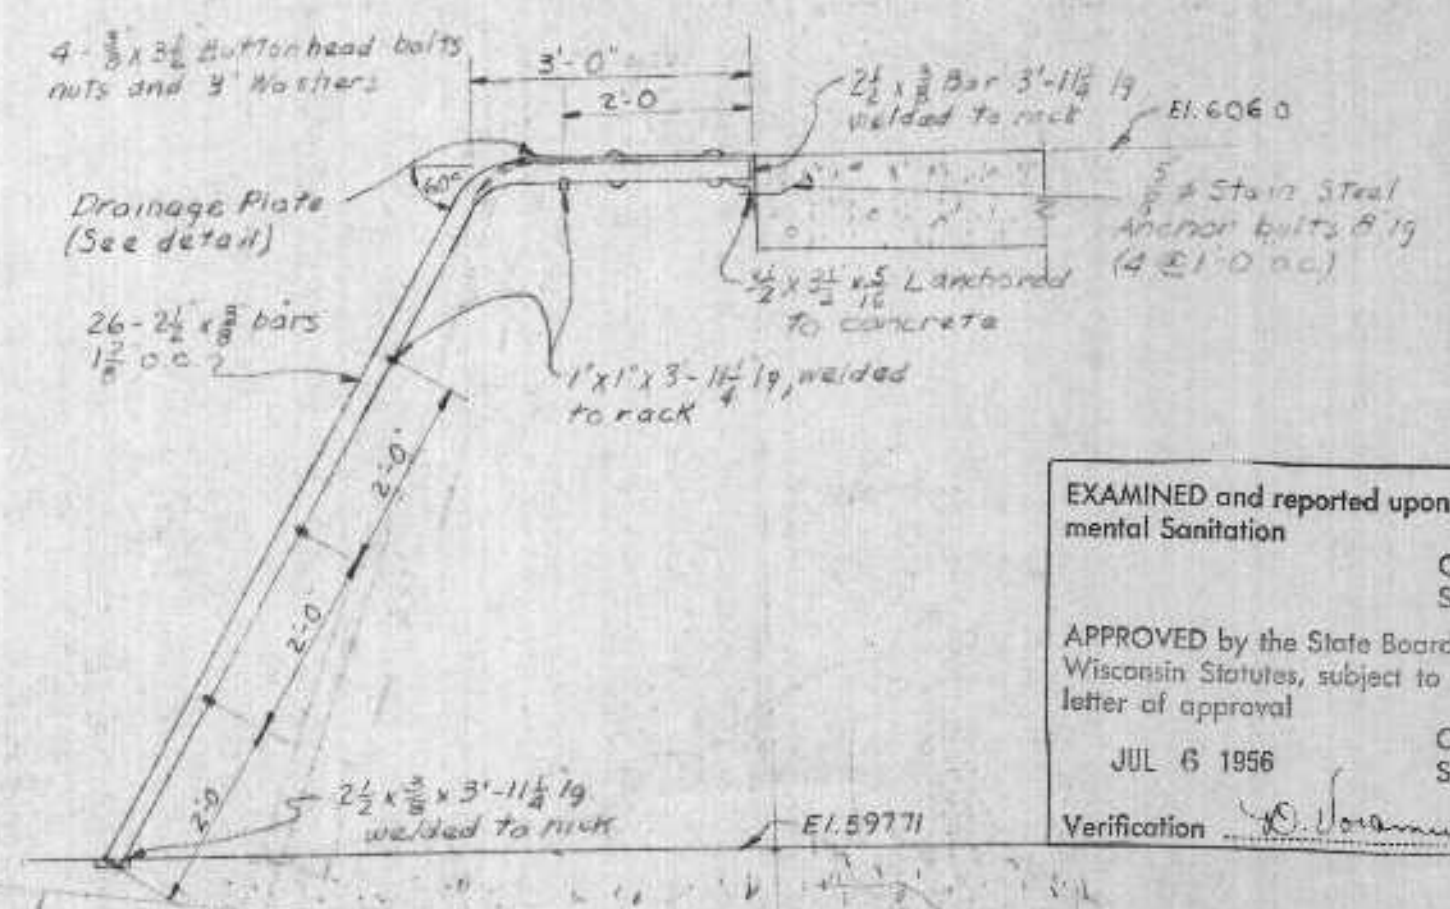 4 - 3/8 x 3 1/2 Buttonhead bolts
nuts and Washers
3'-0"
2'-0
2 1/2 x 3/8 Bar 3'-11 1/4 lg
welded to rack
El. 606 0
60°
Drainage Plate
(See detail)
5/8 ø Stain Steel
Anchor bolts 8 lg
(4 @ 1'-0 o.c.)
x 5/16 L anchored
to concrete
26 - 2 1/2 x 3/8 bars
o.c.
1" x 1" x 3'-11 1/4 lg, welded
to rack
2'-0"
2'-0
2'-0
2 1/2 x 3/8 x 3'-11 1/4 lg
welded to rack
El. 597 71
EXAMINED and reported upon
mental Sanitation
APPROVED by the State Board
Wisconsin Statutes, subject to
letter of approval
JUL 6 1956
Verification